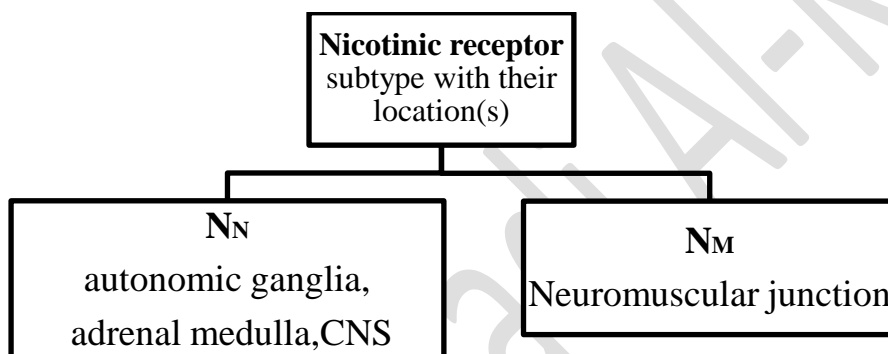 Nicotinic receptor
subtype with their
location(s)
NN
autonomic ganglia,
adrenal medulla,CNS
NM
Neuromuscular junction